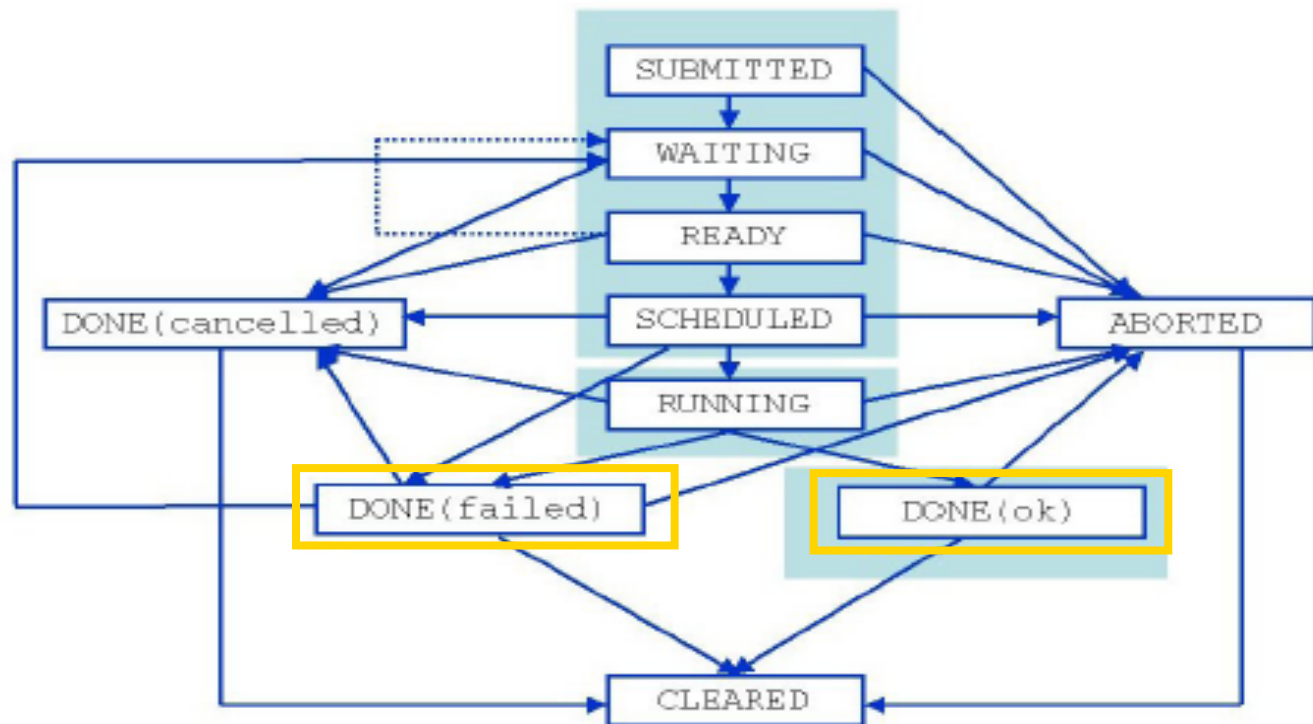 SUBMITTED
WAITING
READY
SCHEDULED
DONE(cancelled)
ABORTED
RUNNING
DONE(failed)
DONE(ok)
CLEARED